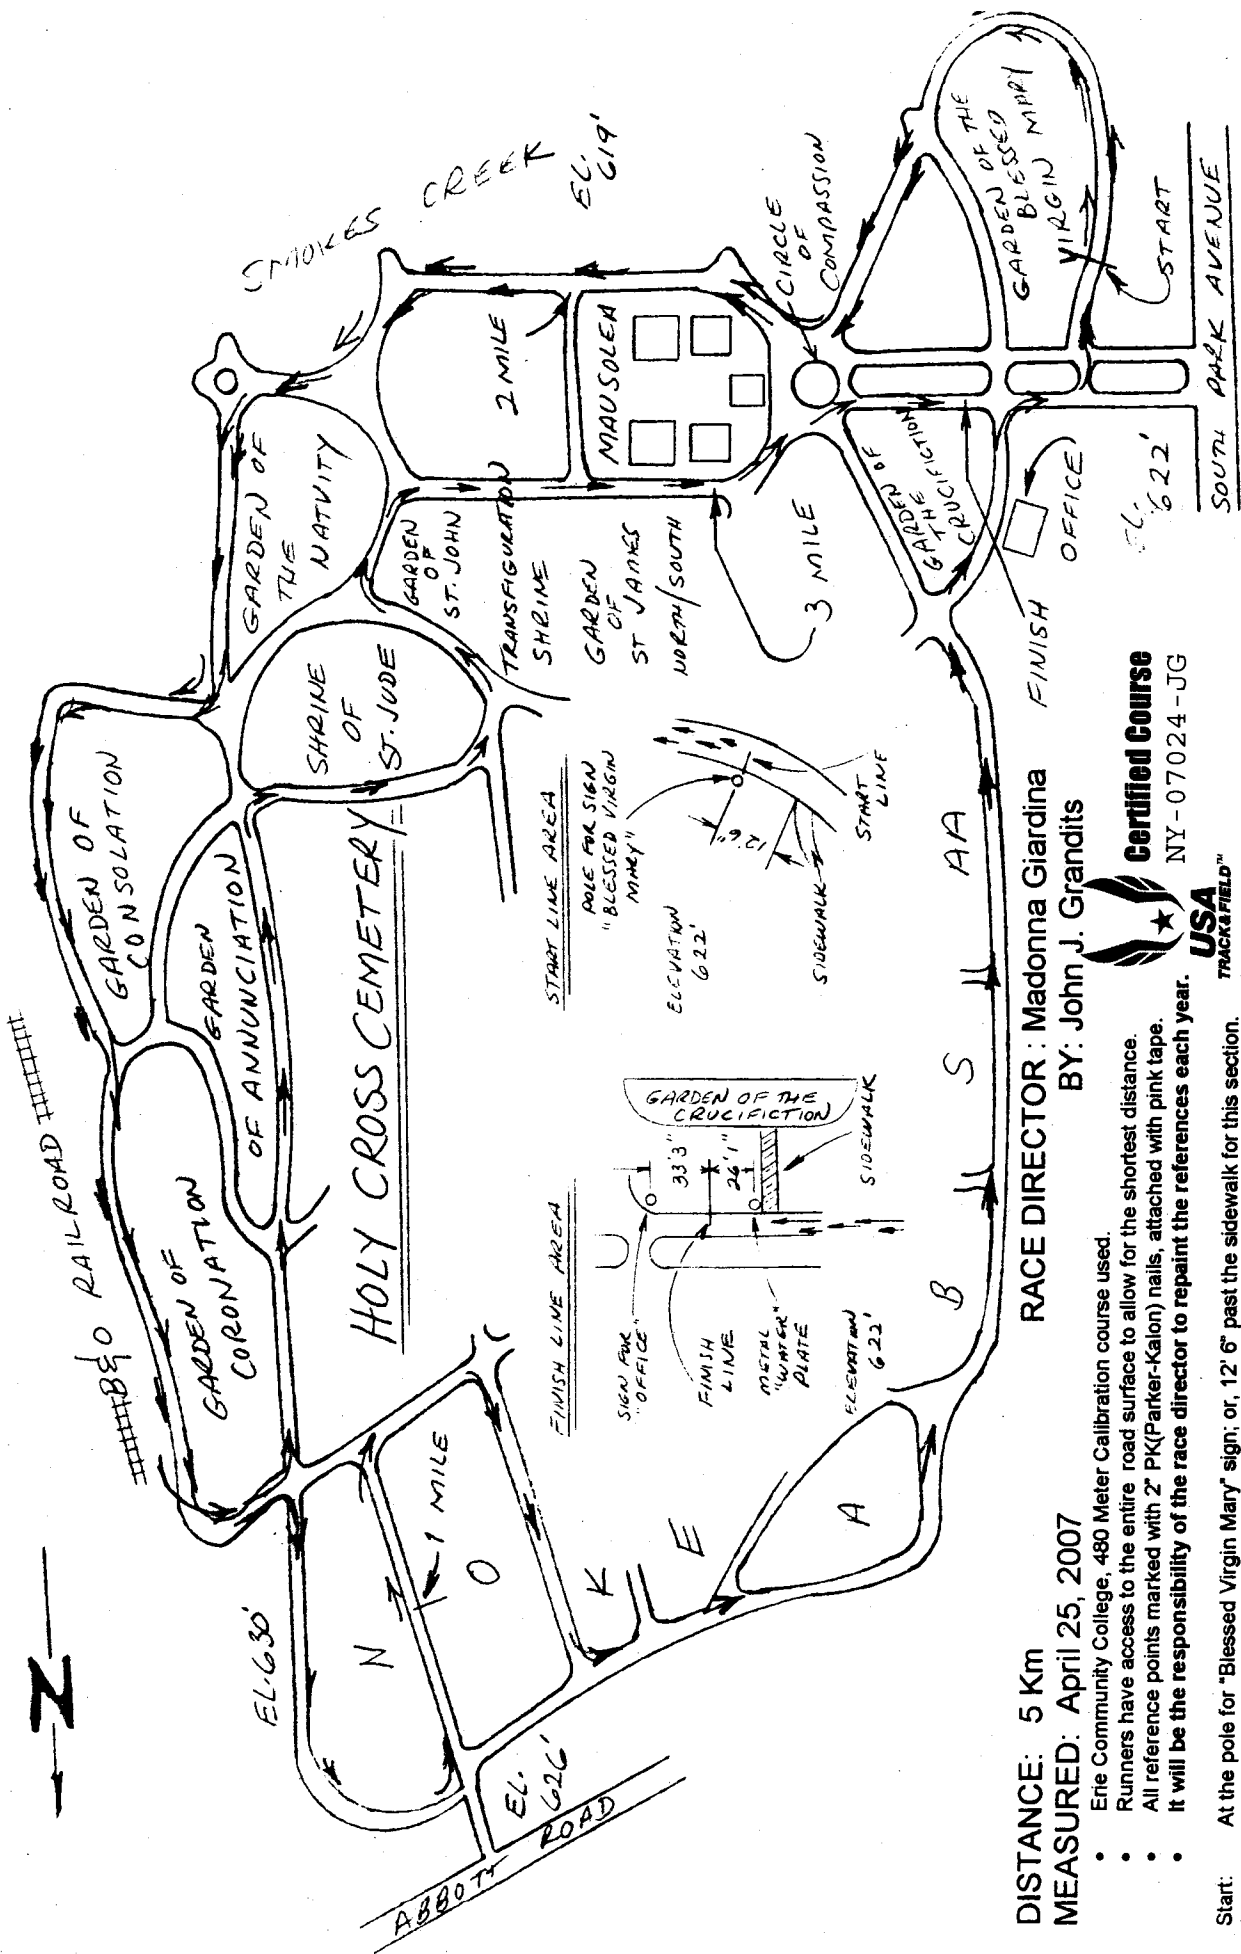 N
B&O RAILROAD
SMOKES CREEK
EL.
619'
EL. 630'
GARDEN OF
CORONATION
GARDEN OF
CONSOLATION
GARDEN
OF ANNUNCIATION
GARDEN OF
THE
NATIVITY
SHRINE
OF
ST. JUDE
2 MILE
MAUSOLEA
CIRCLE
OF
COMPASSION
GARDEN OF THE
BLESSED
VIRGIN MARY
START
HOLY CROSS CEMETERY
GARDEN
OF
ST. JOHN
TRANSFIGURATION
SHRINE
GARDEN
OF
ST JAMES
NORTH/SOUTH
3 MILE
GARDEN OF
THE
CRUCIFICTION
OFFICE
FINISH
EL.
622'
SOUTH PARK AVENUE
N
1 MILE
O
K
E
A
B
S
AA
EL.
626'
ABBOTT ROAD
FINISH LINE AREA
SIGN FOR
"OFFICE"
FINISH
LINE
METAL
"WATER"
PLATE
ELEVATION
622'
GARDEN OF THE
CRUCIFICTION
33'3"
26'1"
SIDEWALK
START LINE AREA
POLE FOR SIGN
"BLESSED VIRGIN
MARY"
ELEVATION
622'
12'6"
SIDEWALK
START
LINE
DISTANCE: 5 Km
MEASURED: April 25, 2007
RACE DIRECTOR : Madonna Giardina
BY: John J. Grandits
• Erie Community College, 480 Meter Calibration course used.
• Runners have access to the entire road surface to allow for the shortest distance.
• All reference points marked with 2" PK(Parker-Kalon) nails, attached with pink tape.
• It will be the responsibility of the race director to repaint the references each year.
USA
TRACK & FIELD™
Certified Course
NY-07024-JG
Start: At the pole for "Blessed Virgin Mary" sign; or, 12' 6" past the sidewalk for this section.